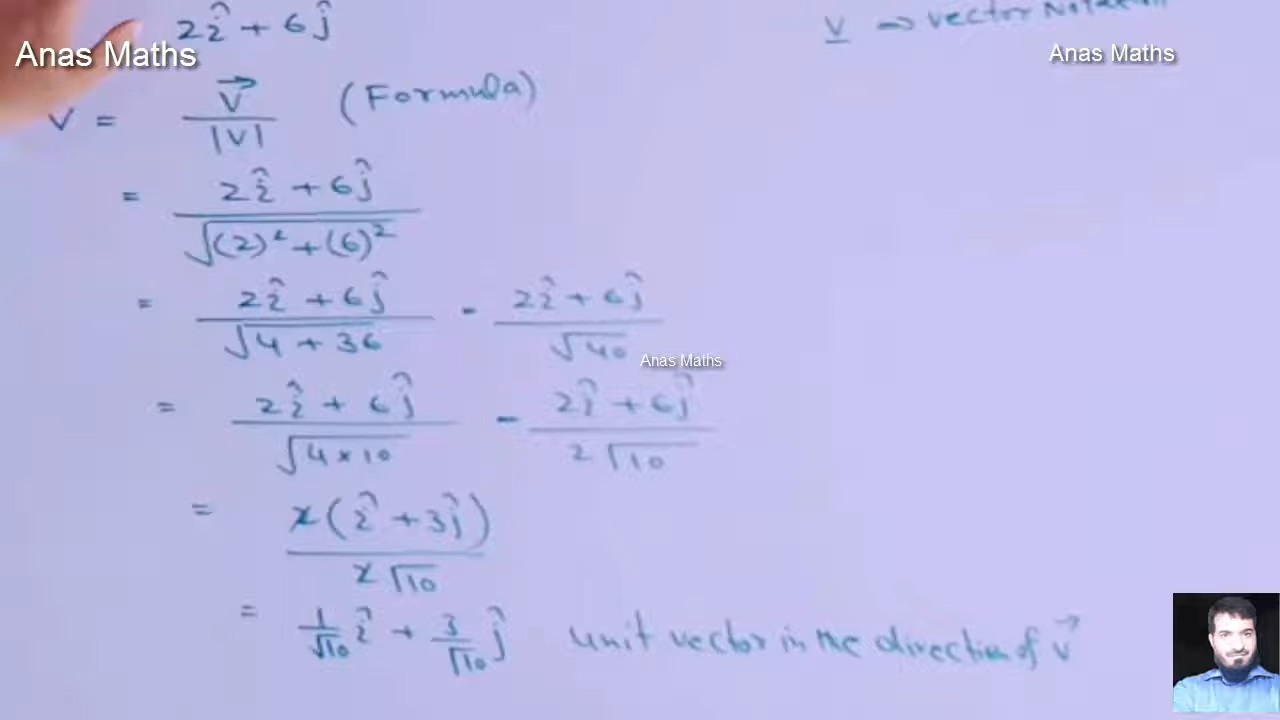 2î + 6ĵ
v → vector
Anas Maths
Anas Maths
v = v⃗ / |v| (Formula)
= 2î + 6ĵ / √(2)² + (6)²
= 2î + 6ĵ / √4 + 36 - 2î + 6ĵ / √40
Anas Maths
= 2î + 6ĵ / √4 × 10 - 2î + 6ĵ / 2√10
= 2(î + 3ĵ) / 2√10
= 1/√10 î + 3/√10 ĵ unit vector in the direction of v⃗